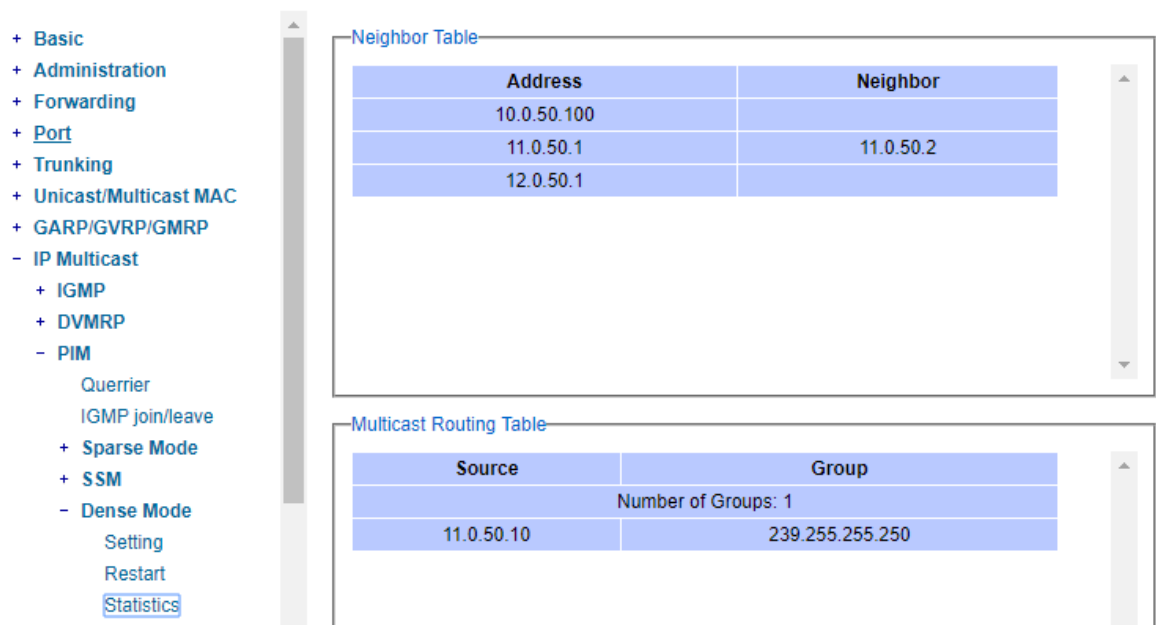 + Basic
+ Administration
+ Forwarding
+ Port
+ Trunking
+ Unicast/Multicast MAC
+ GARP/GVRP/GMRP
- IP Multicast
+ IGMP
+ DVMRP
- PIM
Querrier
IGMP join/leave
+ Sparse Mode
+ SSM
- Dense Mode
Setting
Restart
Statistics
Neighbor Table
Address Neighbor
10.0.50.100
11.0.50.1 11.0.50.2
12.0.50.1
Multicast Routing Table
Source Group
Number of Groups: 1
11.0.50.10 239.255.255.250